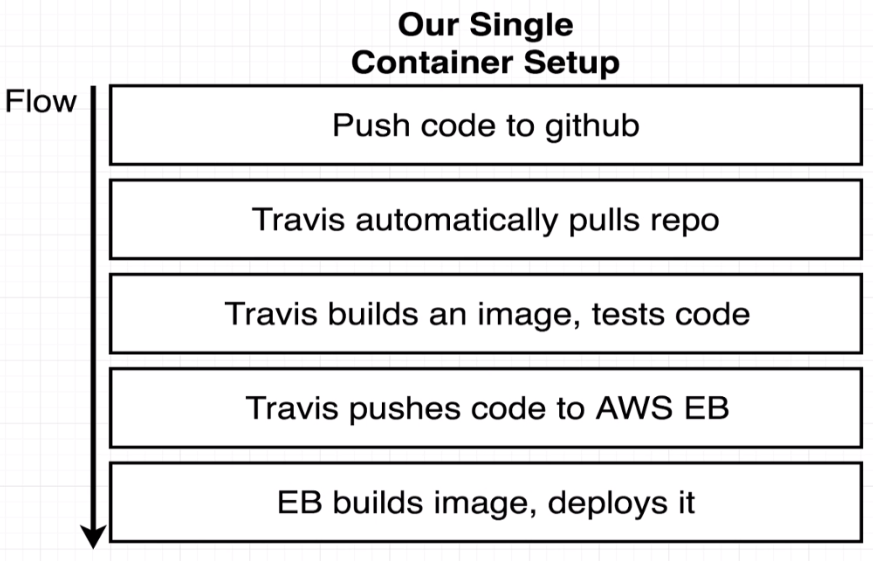 Our Single
Container Setup
Flow
Push code to github
Travis automatically pulls repo
Travis builds an image, tests code
Travis pushes code to AWS EB
EB builds image, deploys it